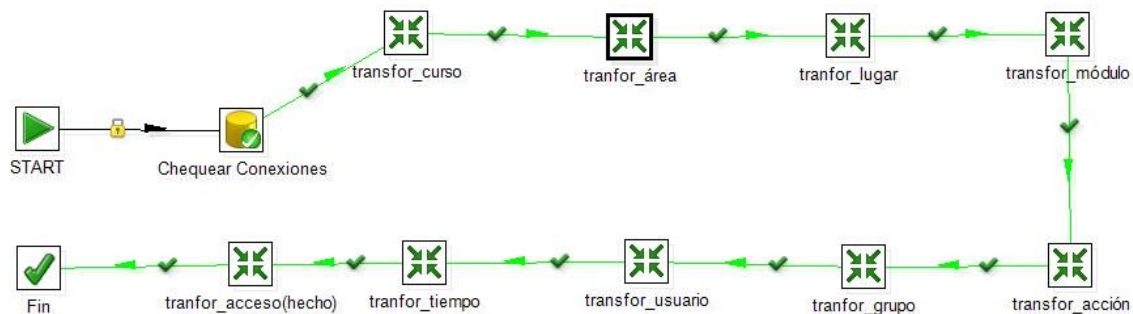 START
Chequear Conexiones
transfor_curso
tranfor_área
tranfor_lugar
transfor_módulo
transfor_acción
tranfor_grupo
transfor_usuario
tranfor_tiempo
tranfor_acceso(hecho)
Fin